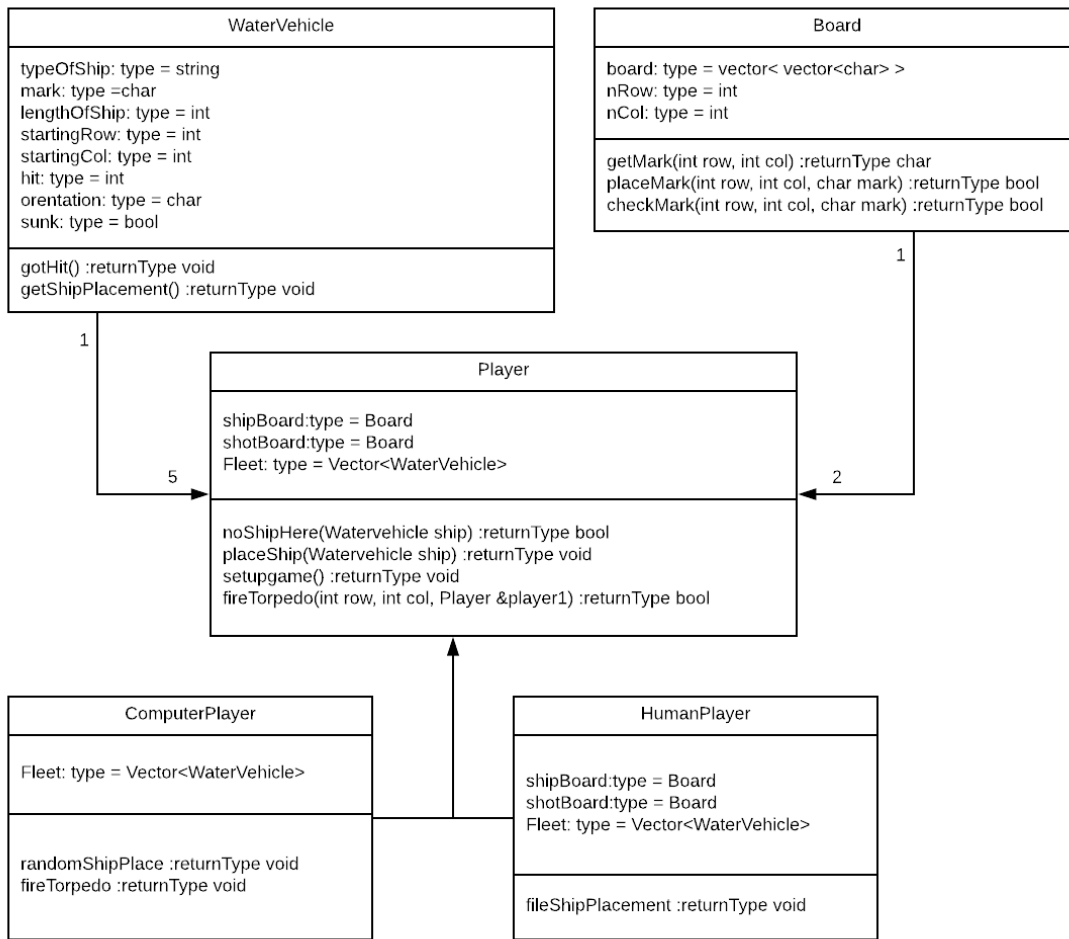 WaterVehicle
typeOfShip: type = string
mark: type =char
lengthOfShip: type = int
startingRow: type = int
startingCol: type = int
hit: type = int
orentation: type = char
sunk: type = bool
gotHit() :returnType void
getShipPlacement() :returnType void
Board
board: type = vector< vector<char> >
nRow: type = int
nCol: type = int
getMark(int row, int col) :returnType char
placeMark(int row, int col, char mark) :returnType bool
checkMark(int row, int col, char mark) :returnType bool
1
1
Player
shipBoard:type = Board
shotBoard:type = Board
Fleet: type = Vector<WaterVehicle>
5
2
noShipHere(Watervehicle ship) :returnType bool
placeShip(Watervehicle ship) :returnType void
setupgame() :returnType void
fireTorpedo(int row, int col, Player &player1) :returnType bool
ComputerPlayer
Fleet: type = Vector<WaterVehicle>
randomShipPlace :returnType void
fireTorpedo :returnType void
HumanPlayer
shipBoard:type = Board
shotBoard:type = Board
Fleet: type = Vector<WaterVehicle>
fileShipPlacement :returnType void